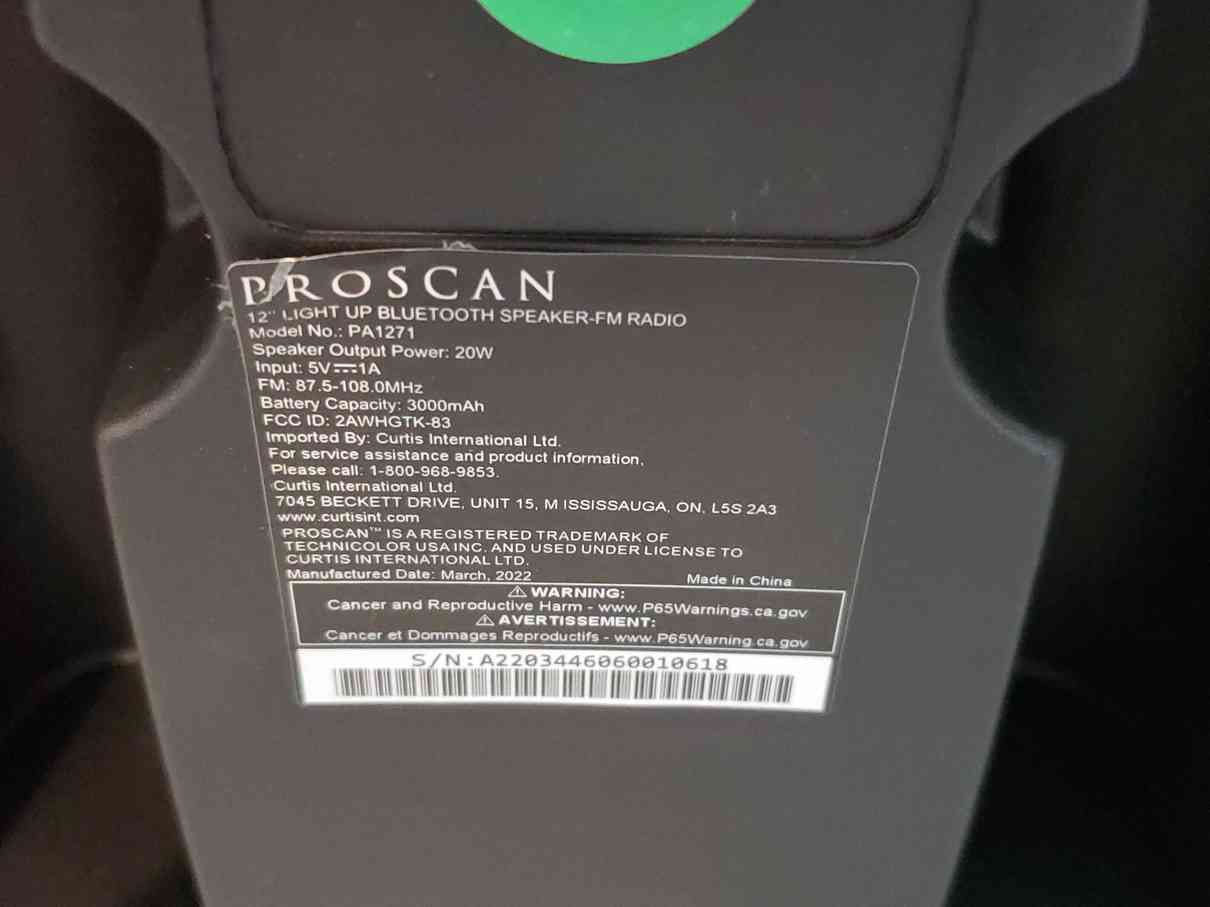 PROSCAN
12" LIGHT UP BLUETOOTH SPEAKER-FM RADIO
Model No.: PA1271
Speaker Output Power: 20W
Input: 5V⎓1A
FM: 87.5-108.0MHz
Battery Capacity: 3000mAh
FCC ID: 2AWHGTK-83
Imported By: Curtis International Ltd.
For service assistance and product information,
Please call: 1-800-968-9853.
Curtis International Ltd.
7045 BECKETT DRIVE, UNIT 15, M ISSISSAUGA, ON, L5S 2A3
www.curtisint.com
PROSCAN™ IS A REGISTERED TRADEMARK OF
TECHNICOLOR USA INC. AND USED UNDER LICENSE TO
CURTIS INTERNATIONAL LTD.
Manufactured Date: March, 2022 Made in China
⚠ WARNING:
Cancer and Reproductive Harm - www.P65Warnings.ca.gov
⚠ AVERTISSEMENT:
Cancer et Dommages Reproductifs - www.P65Warning.ca.gov
S/N: A2203446060010618